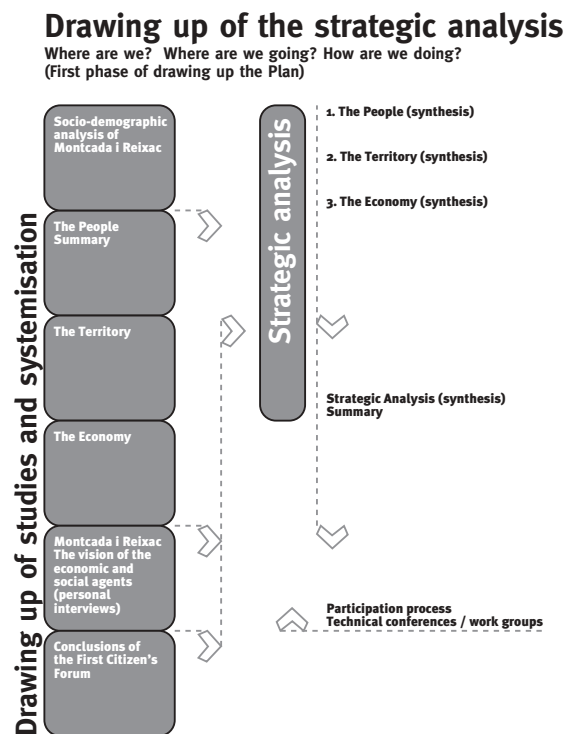 Drawing up of the strategic analysis
Where are we? Where are we going? How are we doing?
(First phase of drawing up the Plan)
Drawing up of studies and systemisation
Socio-demographic
analysis of
Montcada i Reixac
The People
Summary
The Territory
The Economy
Montcada i Reixac
The vision of the
economic and
social agents
(personal
interviews)
Conclusions of
the First Citizen's
Forum
Strategic analysis
1. The People (synthesis)
2. The Territory (synthesis)
3. The Economy (synthesis)
Strategic Analysis (synthesis)
Summary
Participation process
Technical conferences / work groups